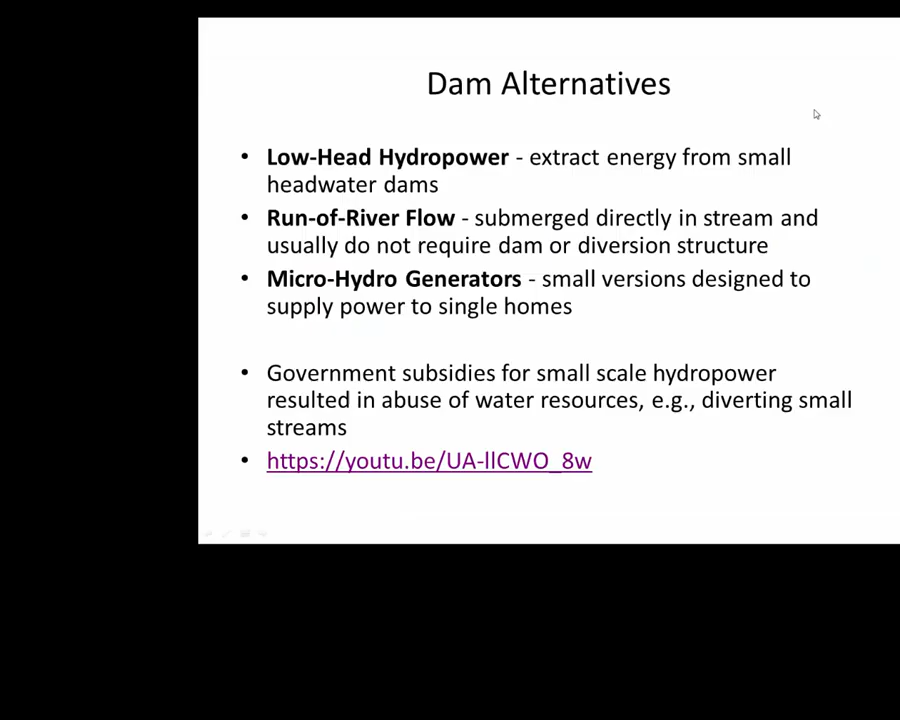 Dam Alternatives
• Low-Head Hydropower - extract energy from small
headwater dams
• Run-of-River Flow - submerged directly in stream and
usually do not require dam or diversion structure
• Micro-Hydro Generators - small versions designed to
supply power to single homes
• Government subsidies for small scale hydropower
resulted in abuse of water resources, e.g., diverting small
streams
• https://youtu.be/UA-llCWO_8w